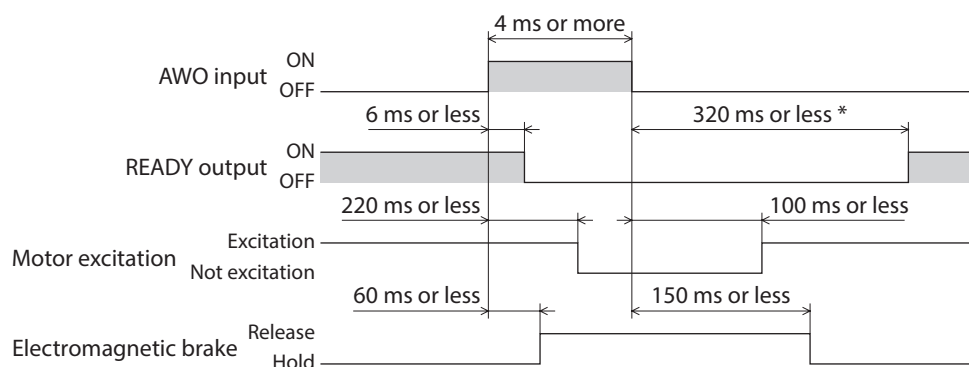 4 ms or more
ON
AWO input
OFF
6 ms or less
320 ms or less *
ON
READY output
OFF
220 ms or less
100 ms or less
Excitation
Motor excitation
Not excitation
60 ms or less
150 ms or less
Release
Electromagnetic brake
Hold